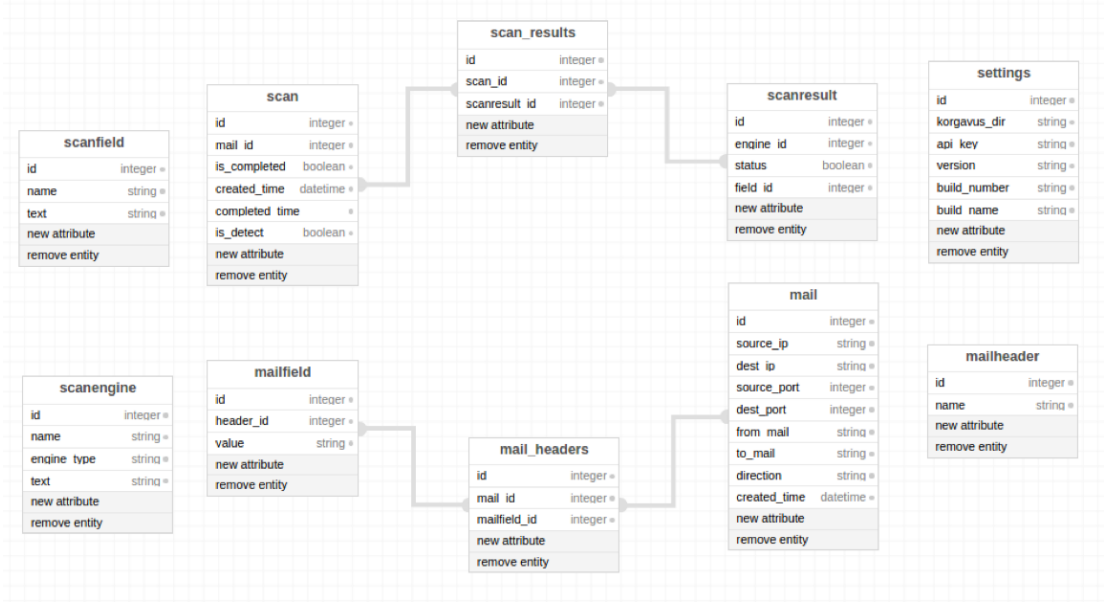 scan_results
id integer
scan_id integer
scanresult_id integer
new attribute
remove entity
settings
id integer
korgavus_dir string
api_key string
version string
build_number string
build_name string
new attribute
remove entity
scan
id integer
mail_id integer
is_completed boolean
created_time datetime
completed_time
is_detect boolean
new attribute
remove entity
scanresult
id integer
engine_id integer
status boolean
field_id integer
new attribute
remove entity
scanfield
id integer
name string
text string
new attribute
remove entity
mail
id integer
source_ip string
dest_ip string
source_port integer
dest_port integer
from_mail string
to_mail string
direction string
created_time datetime
new attribute
remove entity
mailheader
id integer
name string
new attribute
remove entity
mailfield
id integer
header_id integer
value string
new attribute
remove entity
scanengine
id integer
name string
engine_type string
text string
new attribute
remove entity
mail_headers
id integer
mail_id integer
mailfield_id integer
new attribute
remove entity